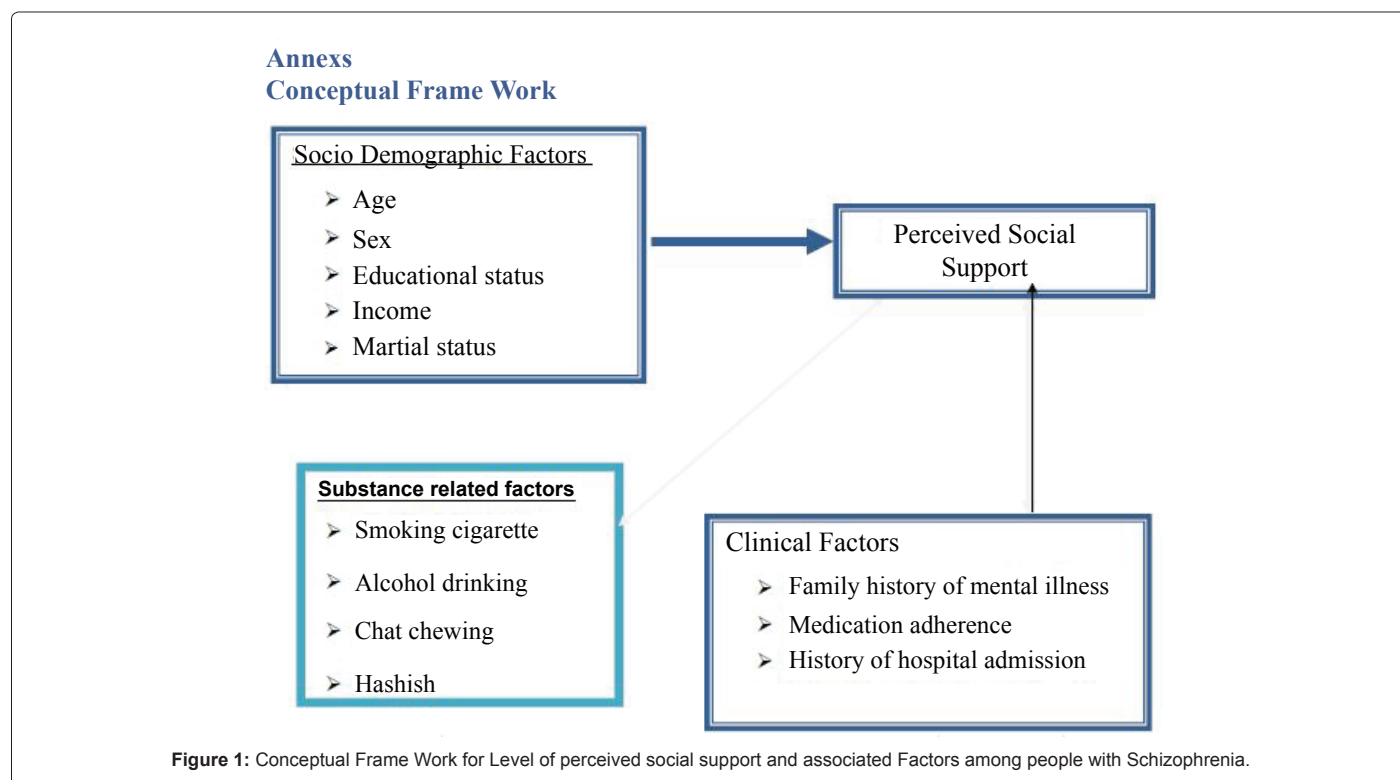 Annexs
Conceptual Frame Work
Socio Demographic Factors
➢ Age
➢ Sex
➢ Educational status
➢ Income
➢ Martial status
Perceived Social
Support
Substance related factors
➢ Smoking cigarette
➢ Alcohol drinking
➢ Chat chewing
➢ Hashish
Clinical Factors
➢ Family history of mental illness
➢ Medication adherence
➢ History of hospital admission
Figure 1: Conceptual Frame Work for Level of perceived social support and associated Factors among people with Schizophrenia.